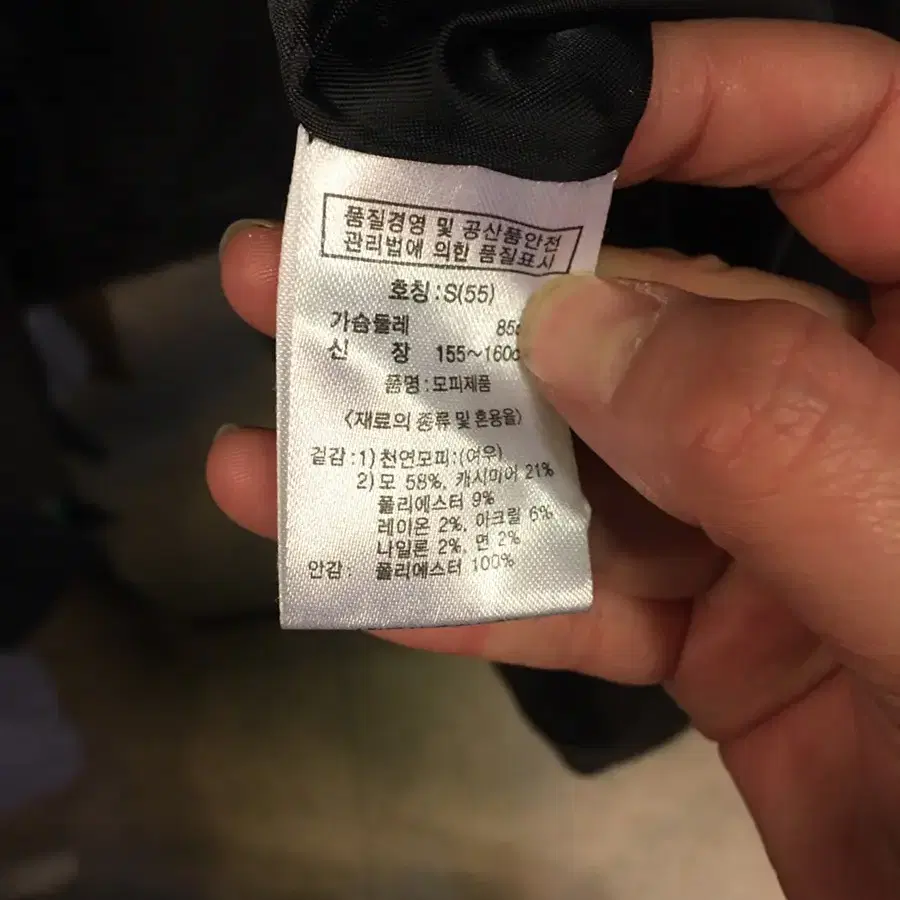 품질경영 및 공산품안전
관리법에 의한 품질표시
호칭:S(55)
가슴둘레 85
신 장 155~160c
품명:모피제품
<재료의 종류 및 혼용율>
겉감:1)천연모피:(여우)
2)모 58%, 캐시미어 21%
폴리에스터 9%
레이온 2%, 아크릴 6%
나일론 2%, 면 2%
안감: 폴리에스터 100%